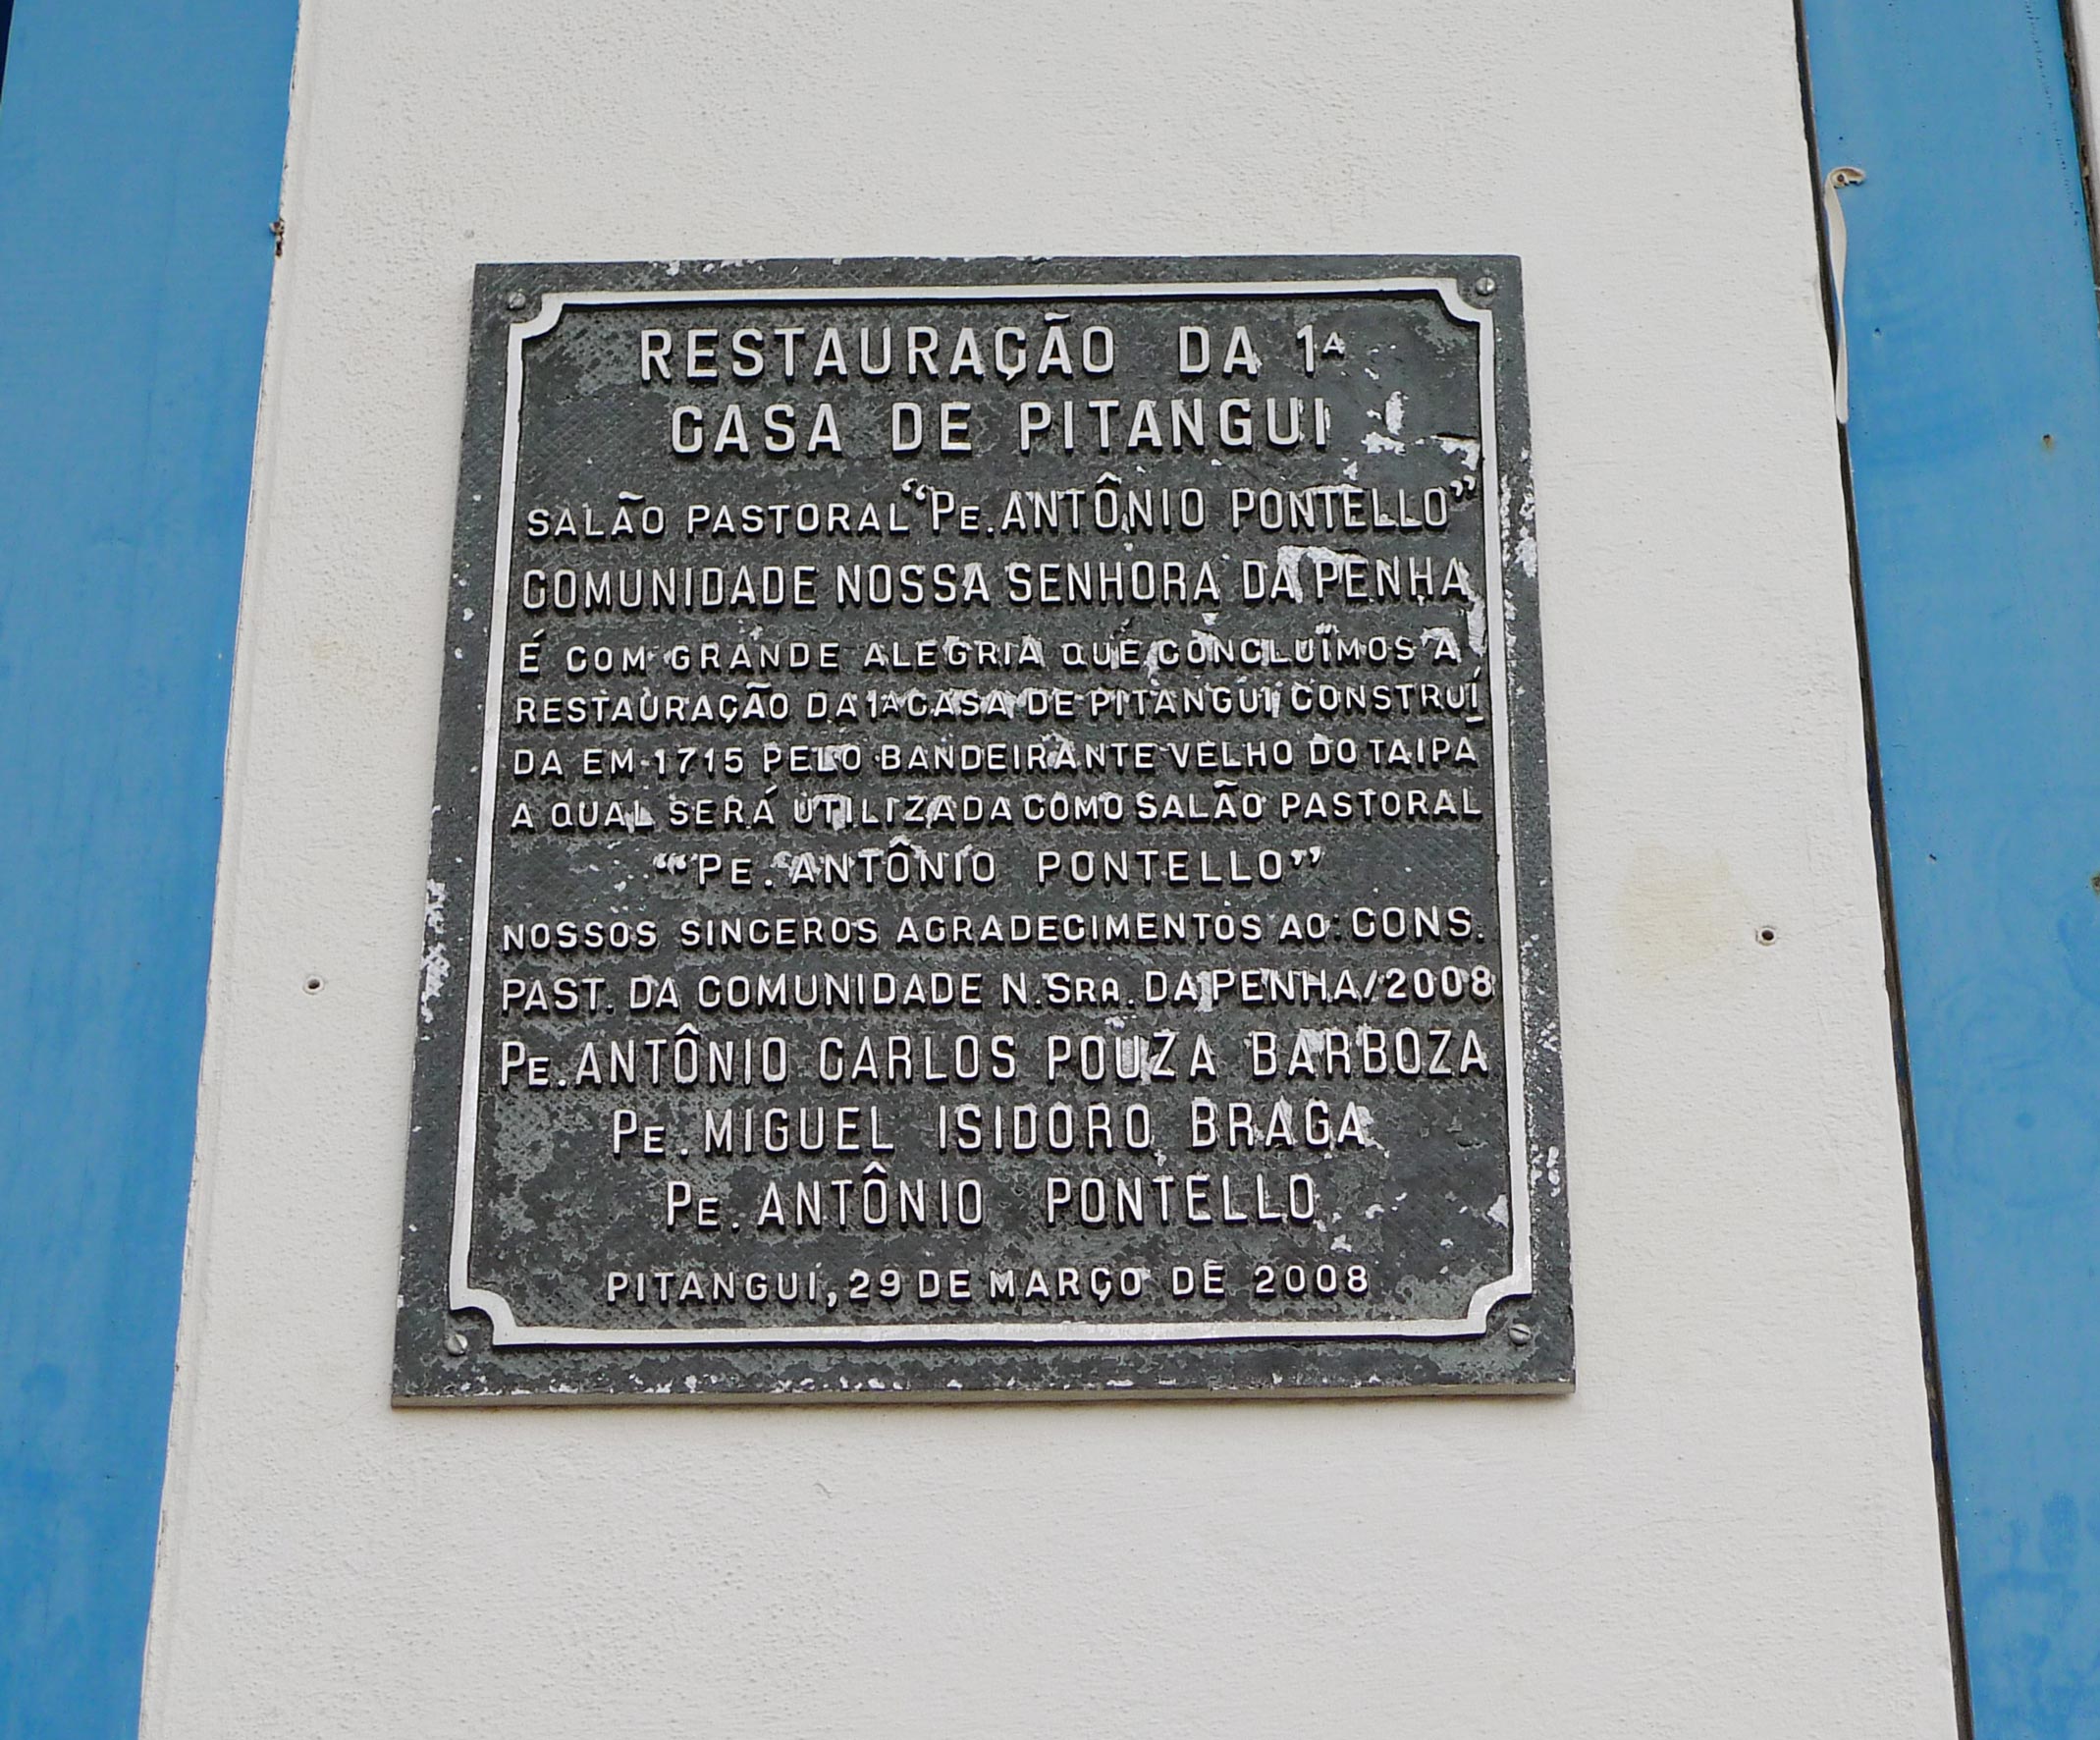 RESTAURAÇÃO DA 1A
CASA DE PITANGUI
SALÃO PASTORAL “PE. ANTÔNIO PONTELLO”
COMUNIDADE NOSSA SENHORA DA PENHA
É COM GRANDE ALEGRIA QUE CONCLUÍMOS A
RESTAURAÇÃO DA 1A CASA DE PITANGUI CONSTRUÍ
DA EM 1715 PELO BANDEIRANTE VELHO DO TAIPA
A QUAL SERÁ UTILIZADA COMO SALÃO PASTORAL
“PE. ANTÔNIO PONTELLO”
NOSSOS SINCEROS AGRADECIMENTOS AO: CONS.
PAST. DA COMUNIDADE N. SRA. DA PENHA/2008
PE. ANTÔNIO CARLOS POUZA BARBOZA
PE. MIGUEL ISIDORO BRAGA
PE. ANTÔNIO PONTELLO
PITANGUI, 29 DE MARÇO DE 2008